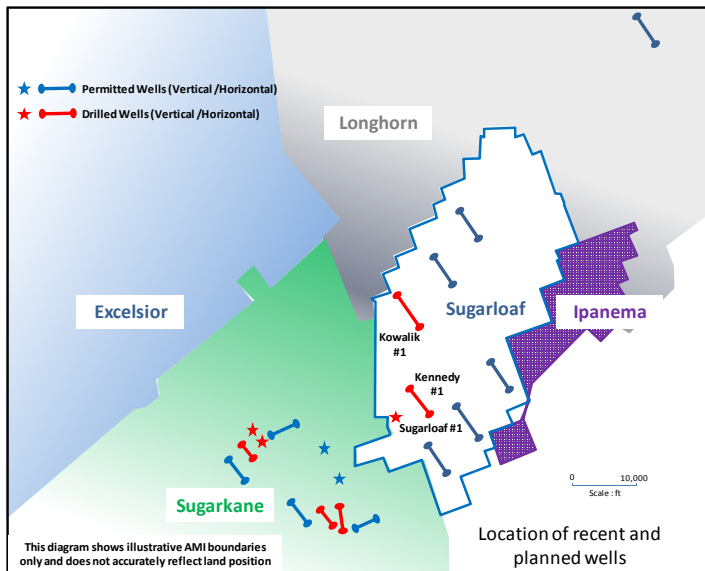 Permitted Wells (Vertical /Horizontal)
Drilled Wells (Vertical /Horizontal)
Longhorn
Excelsior
Sugarloaf
Ipanema
Kowalik
#1
Kennedy
#1
Sugarloaf #1
Sugarkane
0 10,000
Scale : ft
This diagram shows illustrative AMI boundaries
only and does not accurately reflect land position
Location of recent and
planned wells